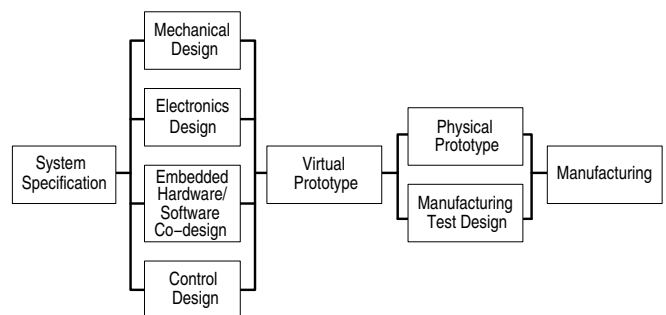 System
Specification
Mechanical
Design
Electronics
Design
Embedded
Hardware/
Software
Co−design
Control
Design
Virtual
Prototype
Physical
Prototype
Manufacturing
Test Design
Manufacturing